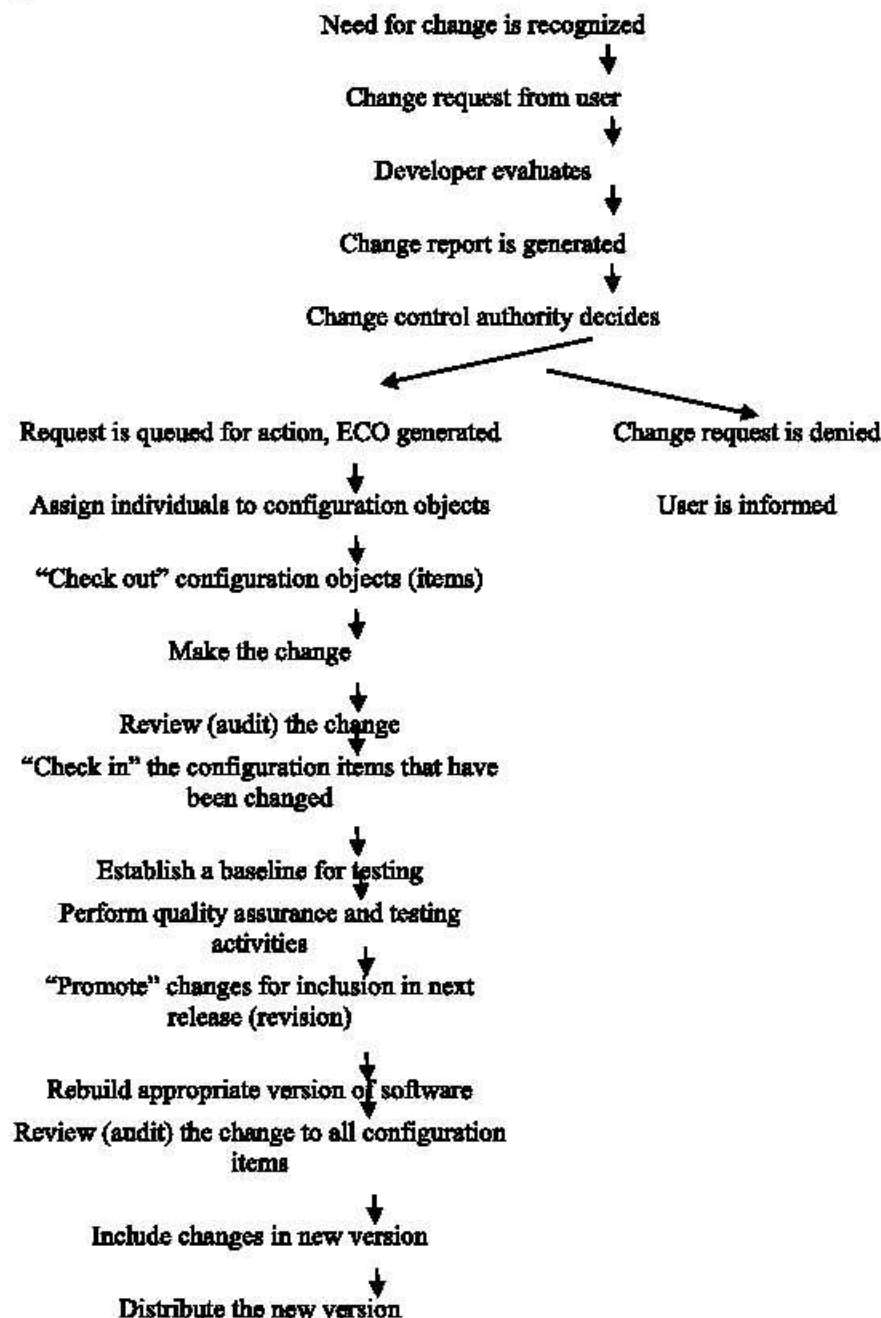 Need for change is recognized
Change request from user
Developer evaluates
Change report is generated
Change control authority decides
Request is queued for action, ECO generated
Change request is denied
Assign individuals to configuration objects
User is informed
“Check out” configuration objects (items)
Make the change
Review (audit) the change
“Check in” the configuration items that have
been changed
Establish a baseline for testing
Perform quality assurance and testing
activities
“Promote” changes for inclusion in next
release (revision)
Rebuild appropriate version of software
Review (audit) the change to all configuration
items
Include changes in new version
Distribute the new version